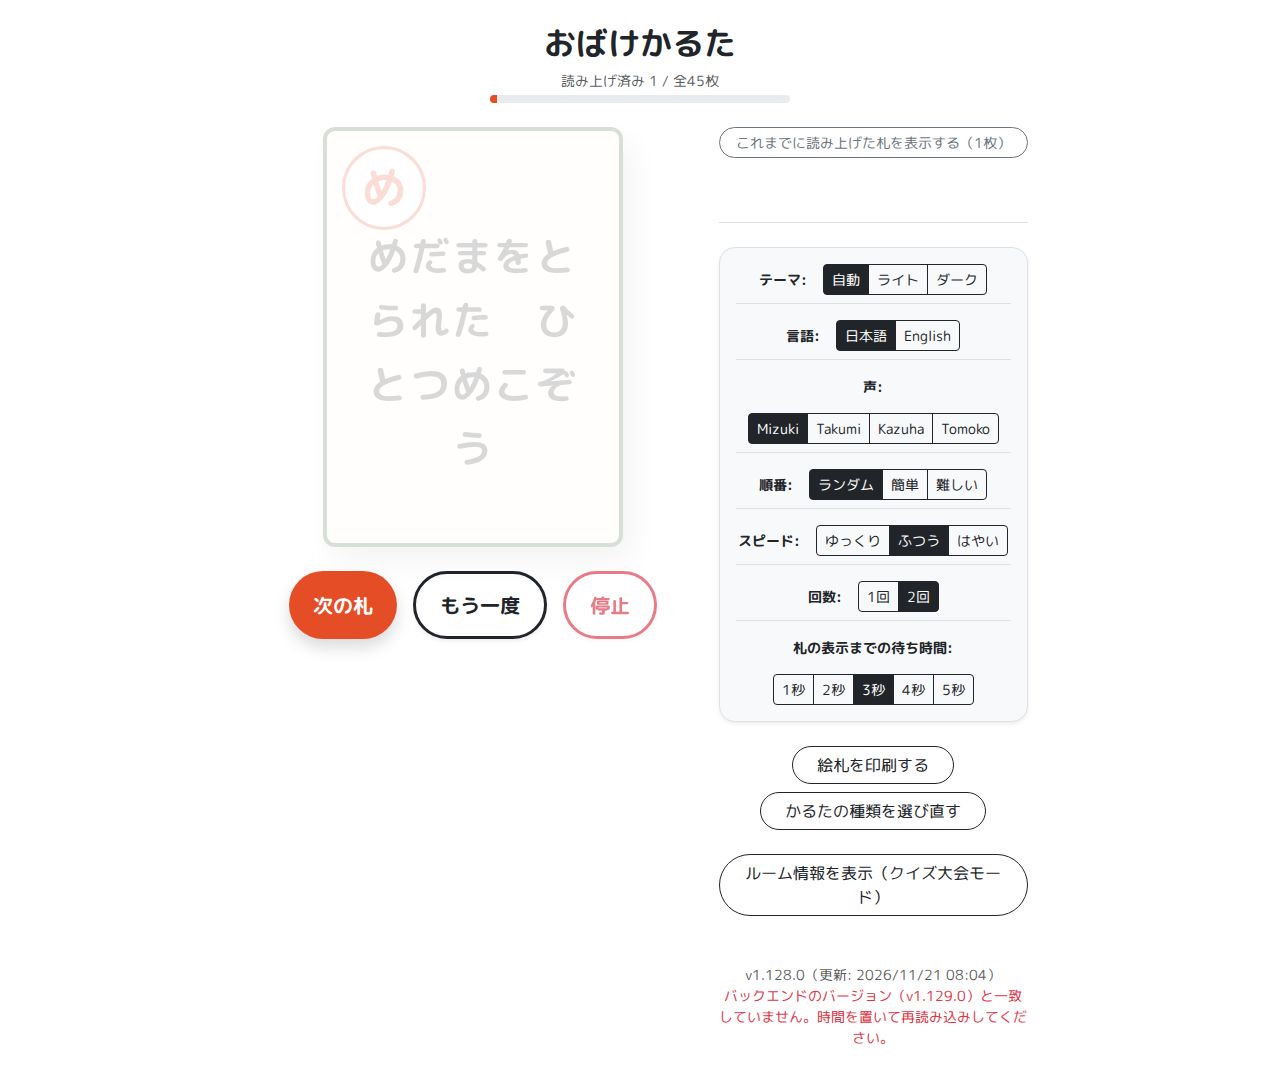 おばけかるた
読み上げ済み 1 / 全45枚
め
めだまをと
られた　ひ
とつめこぞ
う
次の札
もう一度
停止
これまでに読み上げた札を表示する（1枚）
テーマ: 自動 ライト ダーク
言語: 日本語 English
声:
Mizuki Takumi Kazuha Tomoko
順番: ランダム 簡単 難しい
スピード: ゆっくり ふつう はやい
回数: 1回 2回
札の表示までの待ち時間:
1秒 2秒 3秒 4秒 5秒
絵札を印刷する
かるたの種類を選び直す
ルーム情報を表示（クイズ大会モー
ド）
v1.128.0（更新: 2026/11/21 08:04）
バックエンドのバージョン（v1.129.0）と一致
していません。時間を置いて再読み込みしてくだ
さい。